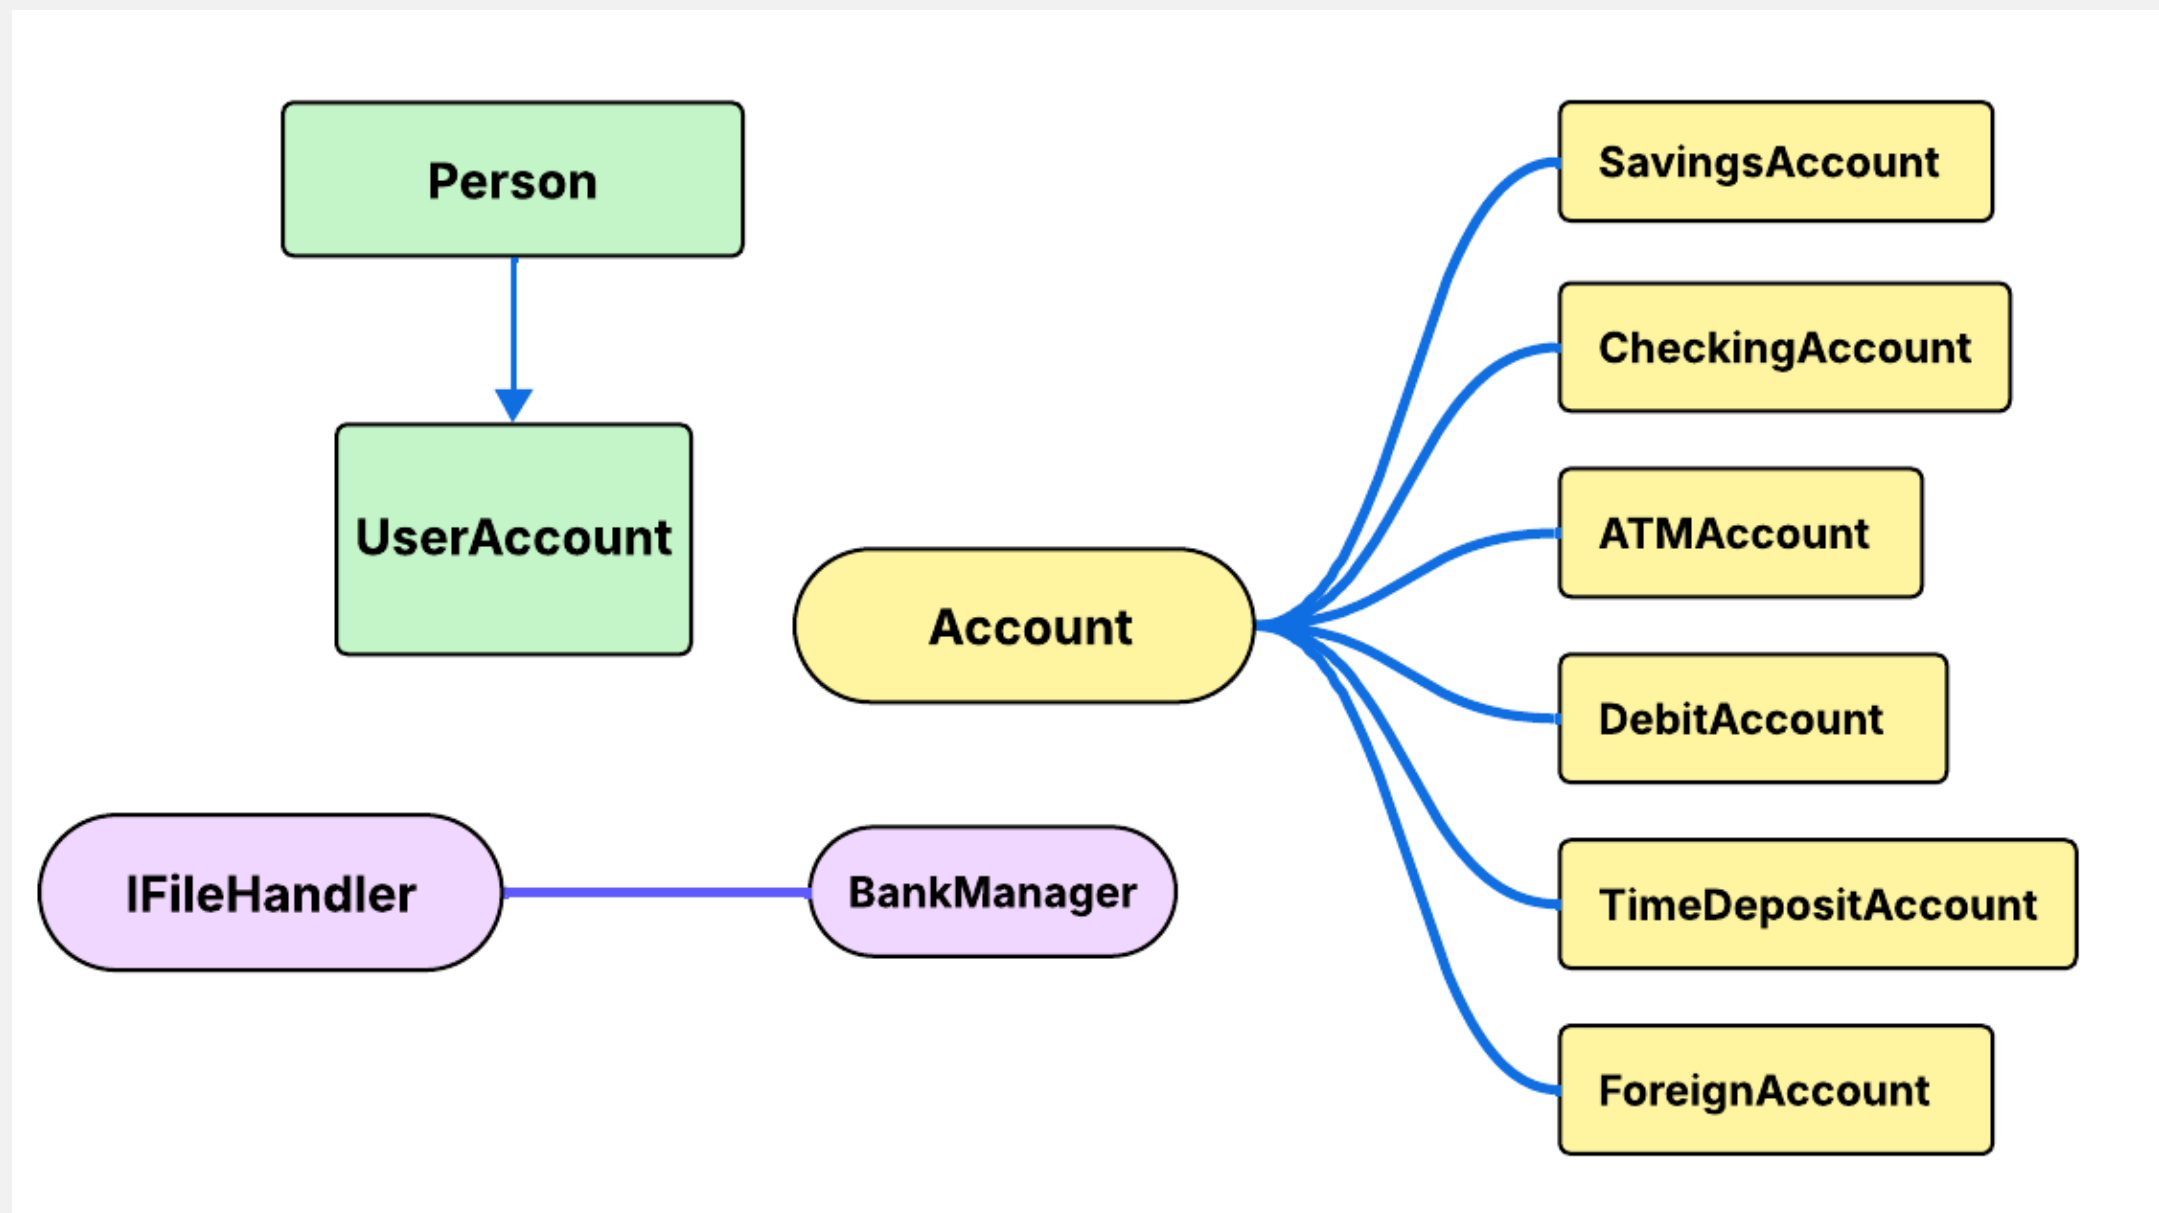 Person
UserAccount
Account
IFileHandler
BankManager
SavingsAccount
CheckingAccount
ATMAccount
DebitAccount
TimeDepositAccount
ForeignAccount